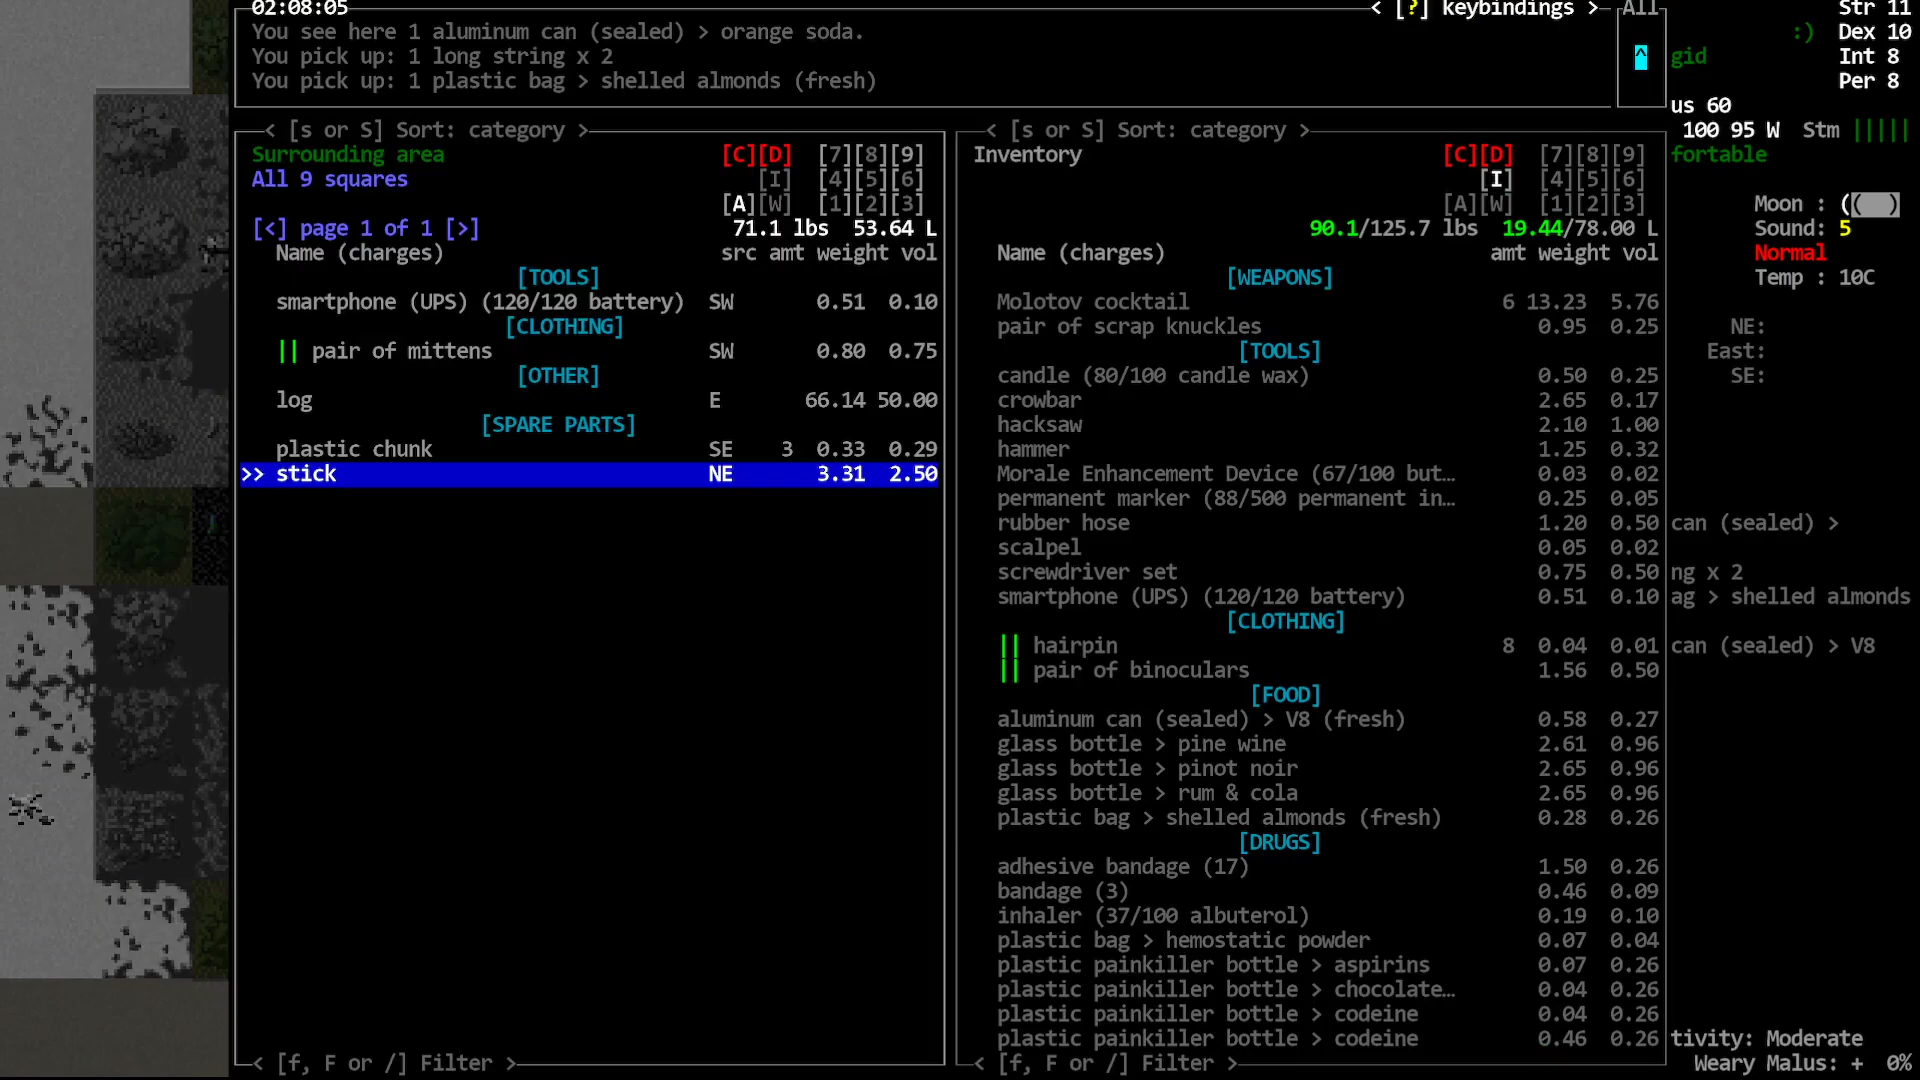 02:08:05 < [?] keybindings > All Str 11
You see here 1 aluminum can (sealed) > orange soda. :) Dex 10
You pick up: 1 long string x 2 ^ gid Int 8
You pick up: 1 plastic bag > shelled almonds (fresh) Per 8
us 60
< [s or S] Sort: category > < [s or S] Sort: category > 100 95 W Stm |||||
Surrounding area [C][D] [7][8][9] Inventory [C][D] [7][8][9] fortable
All 9 squares [I] [4][5][6] [I] [4][5][6]
[A][W] [1][2][3] [A][W] [1][2][3] Moon : (( )
[<] page 1 of 1 [>] 71.1 lbs 53.64 L 90.1/125.7 lbs 19.44/78.00 L Sound: 5
Name (charges) src amt weight vol Name (charges) amt weight vol Normal
[TOOLS] [WEAPONS] Temp : 10C
smartphone (UPS) (120/120 battery) SW 0.51 0.10 Molotov cocktail 6 13.23 5.76
[CLOTHING] pair of scrap knuckles 0.95 0.25 NE:
|| pair of mittens SW 0.80 0.75 [TOOLS] East:
[OTHER] candle (80/100 candle wax) 0.50 0.25 SE:
log E 66.14 50.00 crowbar 2.65 0.17
[SPARE PARTS] hacksaw 2.10 1.00
plastic chunk SE 3 0.33 0.29 hammer 1.25 0.32
>> stick NE 3.31 2.50 Morale Enhancement Device (67/100 but… 0.03 0.02
permanent marker (88/500 permanent in… 0.25 0.05
rubber hose 1.20 0.50 can (sealed) >
scalpel 0.05 0.02
screwdriver set 0.75 0.50 ng x 2
smartphone (UPS) (120/120 battery) 0.51 0.10 ag > shelled almonds
[CLOTHING]
|| hairpin 8 0.04 0.01 can (sealed) > V8
|| pair of binoculars 1.56 0.50
[FOOD]
aluminum can (sealed) > V8 (fresh) 0.58 0.27
glass bottle > pine wine 2.61 0.96
glass bottle > pinot noir 2.65 0.96
glass bottle > rum & cola 2.65 0.96
plastic bag > shelled almonds (fresh) 0.28 0.26
[DRUGS]
adhesive bandage (17) 1.50 0.26
bandage (3) 0.46 0.09
inhaler (37/100 albuterol) 0.19 0.10
plastic bag > hemostatic powder 0.07 0.04
plastic painkiller bottle > aspirins 0.07 0.26
plastic painkiller bottle > chocolate… 0.04 0.26
plastic painkiller bottle > codeine 0.04 0.26
plastic painkiller bottle > codeine 0.46 0.26 tivity: Moderate
< [f, F or /] Filter > < [f, F or /] Filter > Weary Malus: + 0%